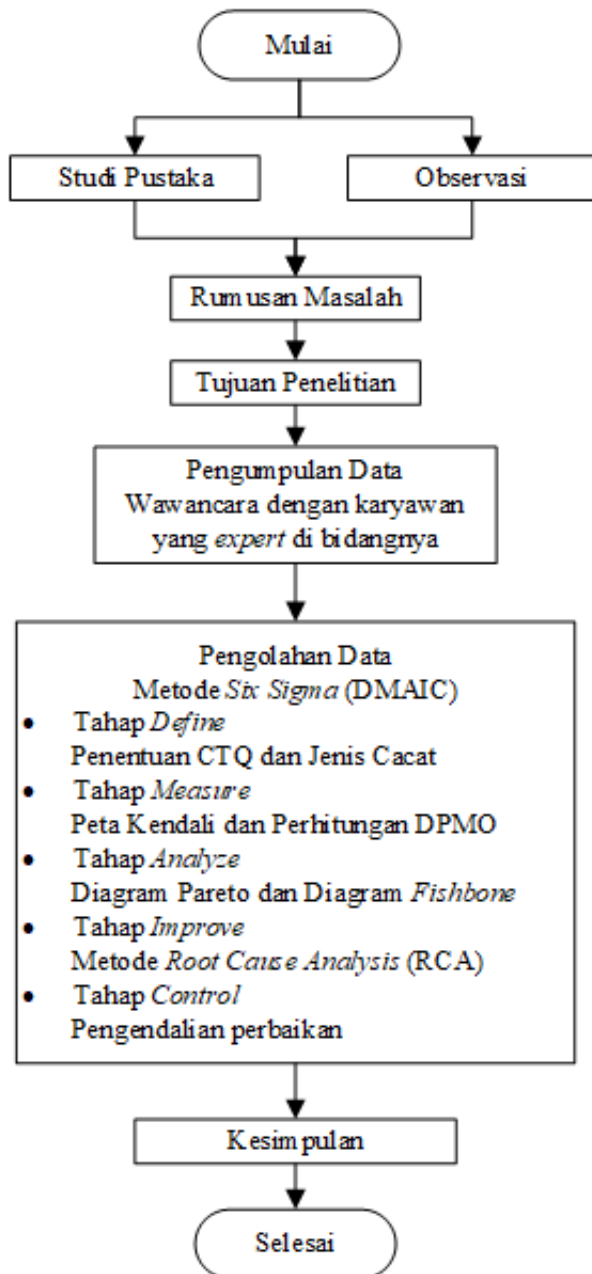 Mulai
Studi Pustaka
Observasi
Rumusan Masalah
Tujuan Penelitian
Pengumpulan Data
Wawancara dengan karyawan
yang expert di bidangnya
Pengolahan Data
Metode Six Sigma (DMAIC)
• Tahap Define
Penentuan CTQ dan Jenis Cacat
• Tahap Measure
Peta Kendali dan Perhitungan DPMO
• Tahap Analyze
Diagram Pareto dan Diagram Fishbone
• Tahap Improve
Metode Root Cause Analysis (RCA)
• Tahap Control
Pengendalian perbaikan
Kesimpulan
Selesai